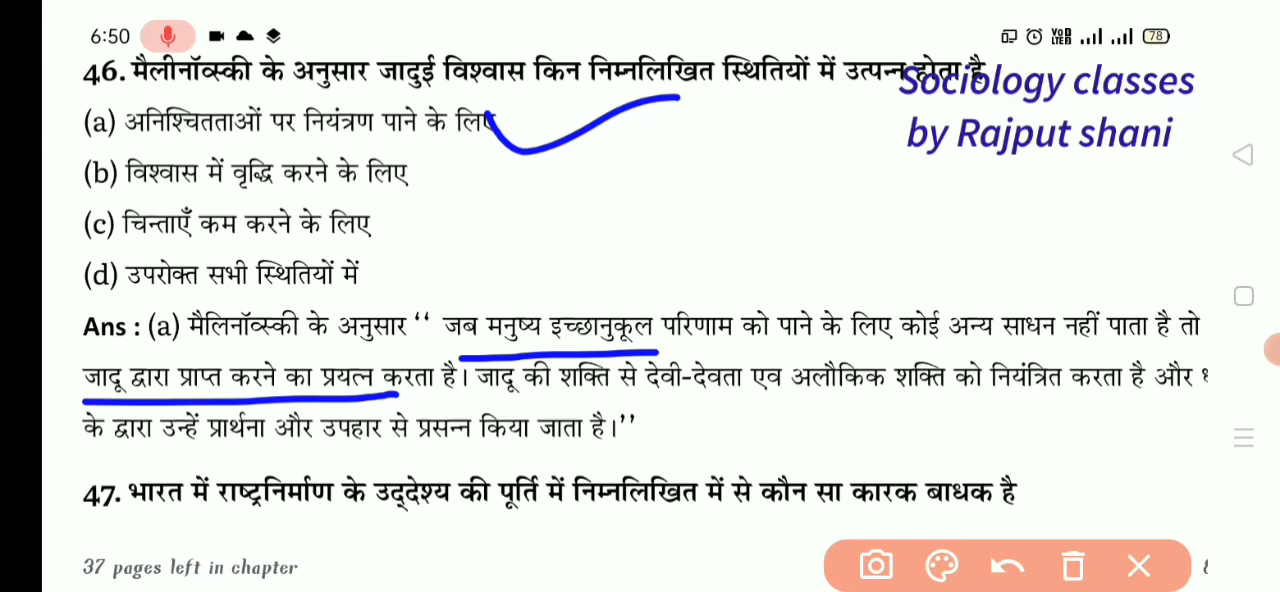 6:50
VoD LTE2 78
46. मैलीनॉव्स्की के अनुसार जादुई विश्वास किन निम्नलिखित स्थितियों में उत्पन्न होता है
Sociology classes
by Rajput shani
(a) अनिश्चितताओं पर नियंत्रण पाने के लिए
(b) विश्वास में वृद्धि करने के लिए
(c) चिन्ताएँ कम करने के लिए
(d) उपरोक्त सभी स्थितियों में
Ans : (a) मैलिनॉव्स्की के अनुसार ‘‘ जब मनुष्य इच्छानुकूल परिणाम को पाने के लिए कोई अन्य साधन नहीं पाता है तो
जादू द्वारा प्राप्त करने का प्रयत्न करता है। जादू की शक्ति से देवी-देवता एव अलौकिक शक्ति को नियंत्रित करता है और
के द्वारा उन्हें प्रार्थना और उपहार से प्रसन्न किया जाता है।’’
47. भारत में राष्ट्रनिर्माण के उद्देश्य की पूर्ति में निम्नलिखित में से कौन सा कारक बाधक है
37 pages left in chapter